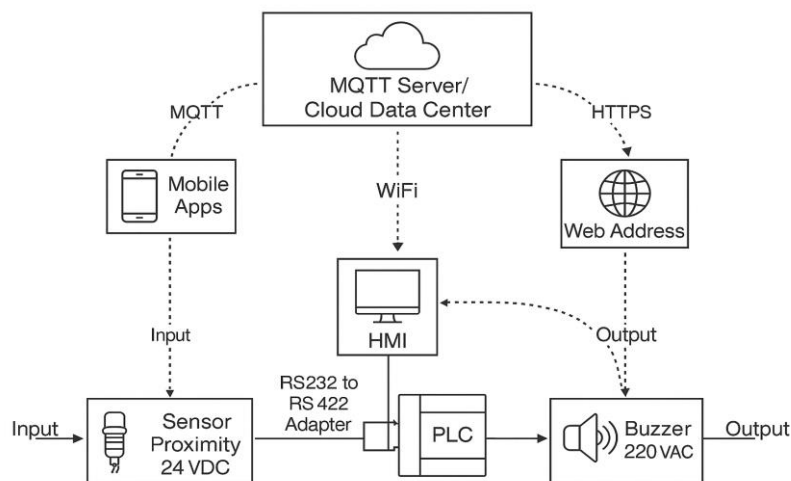 MQTT Server/
Cloud Data Center
MQTT
HTTPS
Mobile
Apps
WiFi
Web Address
HMI
Input
Output
RS232 to
RS 422
Adapter
Input
Sensor
Proximity
24 VDC
PLC
Buzzer
220 VAC
Output